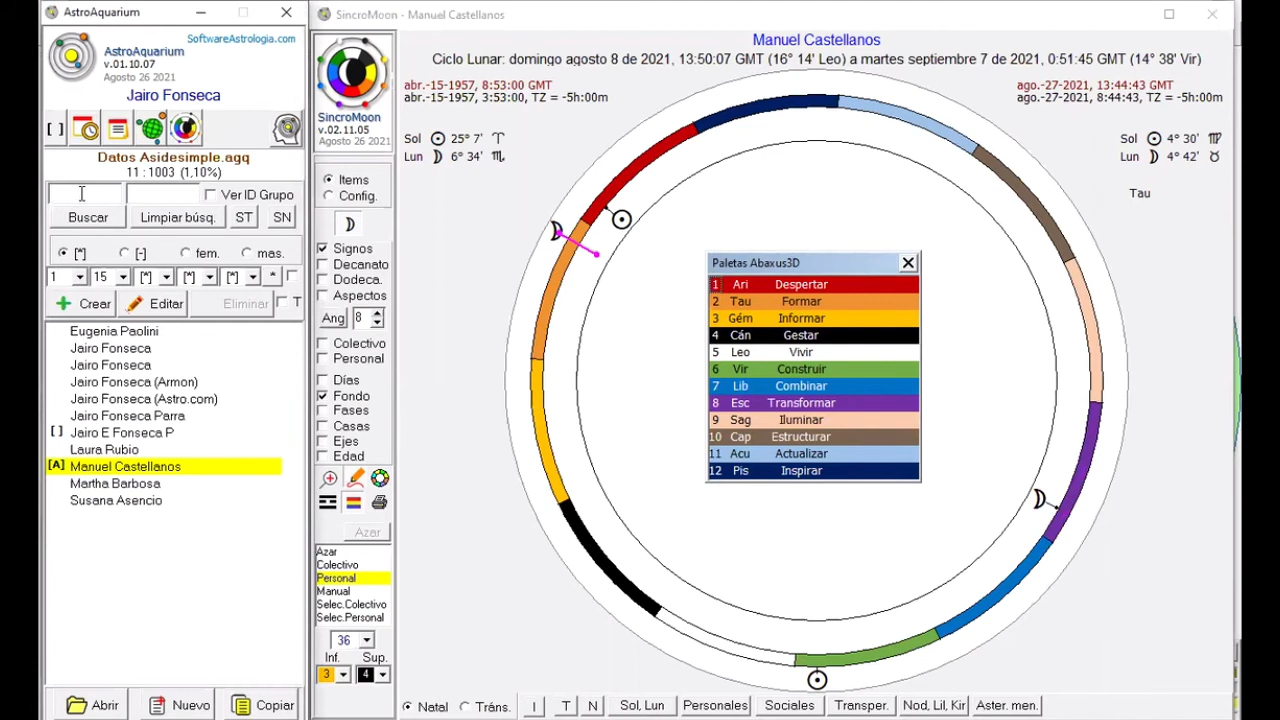 AstroAquarium
SoftwareAstrologia.com
AstroAquarium
v.01.10.07
Agosto 26 2021
Jairo Fonseca
[ ]
Datos Asidesimple.agq
11 : 1003 (1,10%)
Ver ID Grupo
Buscar
Limpiar búsq.
ST
SN
[*]
[-]
fem.
mas.
1
15
[*]
[*]
[*]
*
Crear
Editar
Eliminar
T
Eugenia Paolini
Jairo Fonseca
Jairo Fonseca
Jairo Fonseca (Armon)
Jairo Fonseca (Astro.com)
Jairo Fonseca Parra
[ ] Jairo E Fonseca P
Laura Rubio
[A] Manuel Castellanos
Martha Barbosa
Susana Asencio
Abrir
Nuevo
Copiar
SincroMoon - Manuel Castellanos
SincroMoon
v.02.11.05
Agosto 26 2021
Items
Config.
Signos
Decanato
Dodeca.
Aspectos
Ang
8
Colectivo
Personal
Días
Fondo
Fases
Casas
Ejes
Edad
Azar
Azar
Colectivo
Personal
Manual
Selec.Colectivo
Selec.Personal
36
Inf.
Sup.
3
4
Manuel Castellanos
Ciclo Lunar: domingo agosto 8 de 2021, 13:50:07 GMT (16° 14' Leo) a martes septiembre 7 de 2021, 0:51:45 GMT (14° 38' Vir)
abr.-15-1957, 8:53:00 GMT
abr.-15-1957, 3:53:00, TZ = -5h:00m
Sol ☉ 25° 7' ♈
Lun ☽ 6° 34' ♏
ago.-27-2021, 13:44:43 GMT
ago.-27-2021, 8:44:43, TZ = -5h:00m
Sol ☉ 4° 30' ♍
Lun ☽ 4° 42' ♉
Tau
Paletas Abaxus3D
1 Ari Despertar
2 Tau Formar
3 Gém Informar
4 Cán Gestar
5 Leo Vivir
6 Vir Construir
7 Lib Combinar
8 Esc Transformar
9 Sag Iluminar
10 Cap Estructurar
11 Acu Actualizar
12 Pis Inspirar
Natal
Tráns.
I
T
N
Sol, Lun
Personales
Sociales
Transper.
Nod, Lil, Kir
Aster. men.